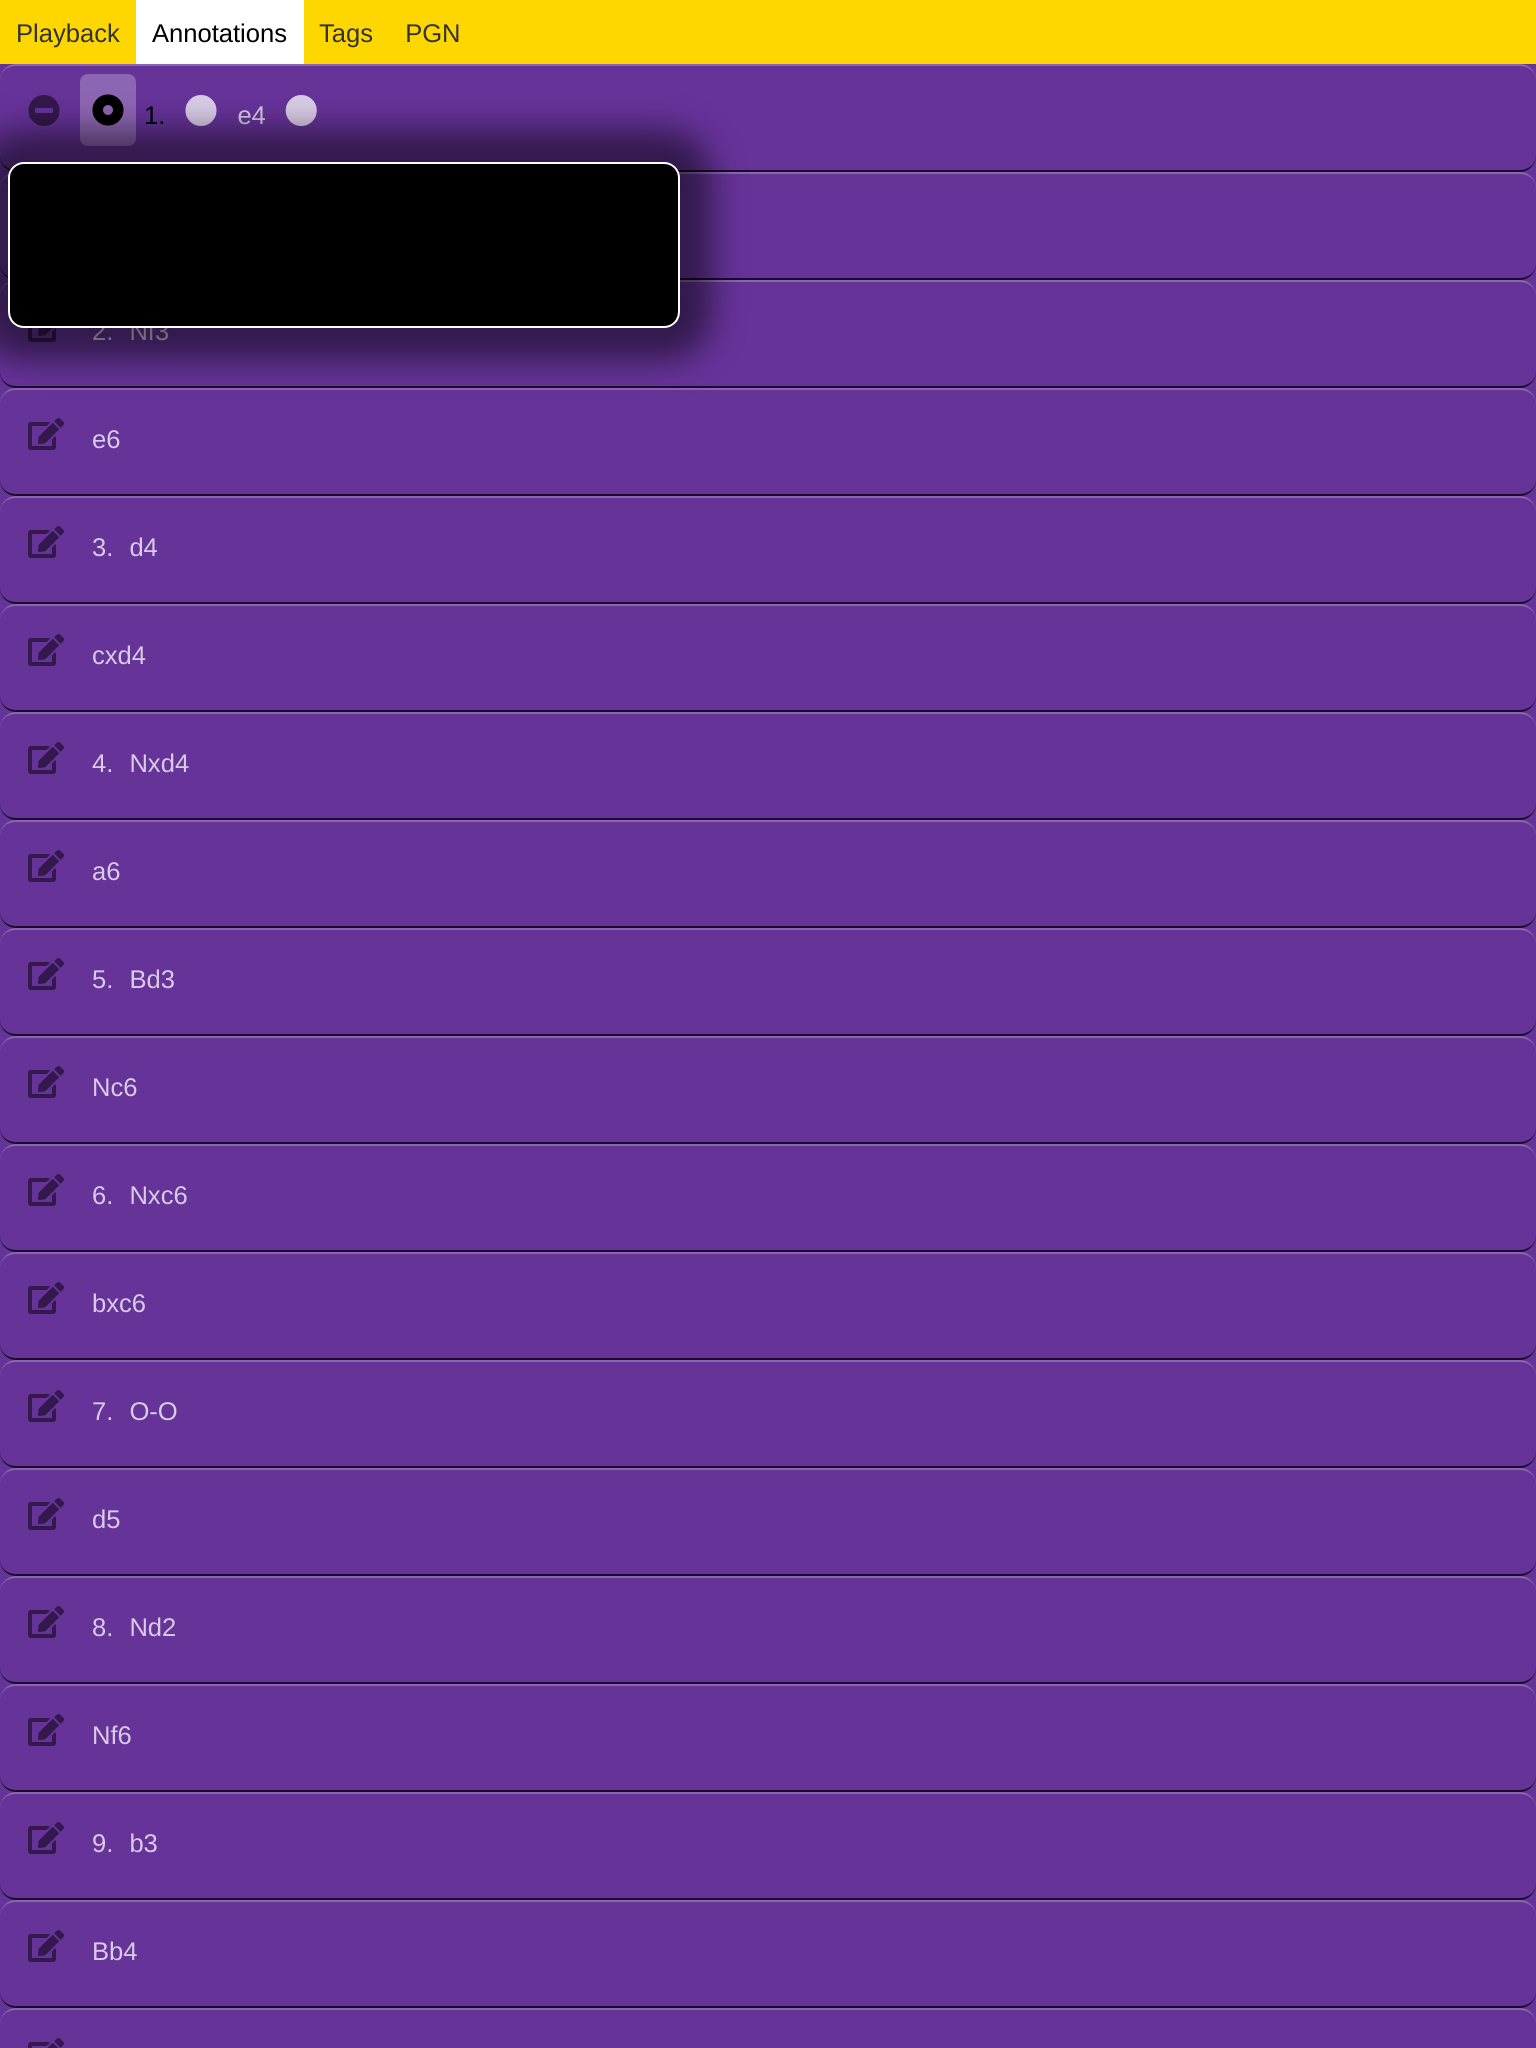 Playback Annotations Tags PGN
1. e4
2. Nf3
e6
3. d4
cxd4
4. Nxd4
a6
5. Bd3
Nc6
6. Nxc6
bxc6
7. O-O
d5
8. Nd2
Nf6
9. b3
Bb4